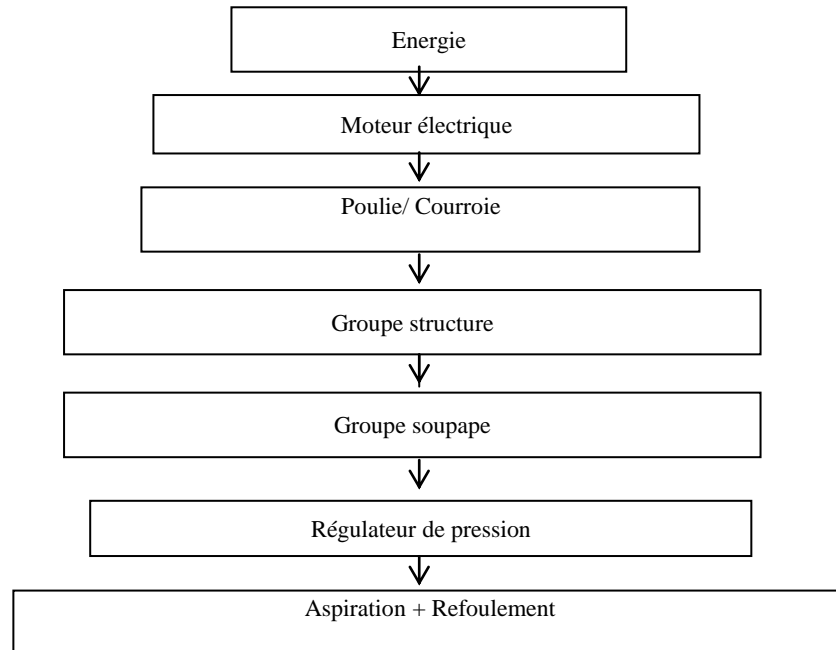 Energie
Moteur électrique
Poulie/ Courroie
Groupe structure
Groupe soupape
Régulateur de pression
Aspiration + Refoulement